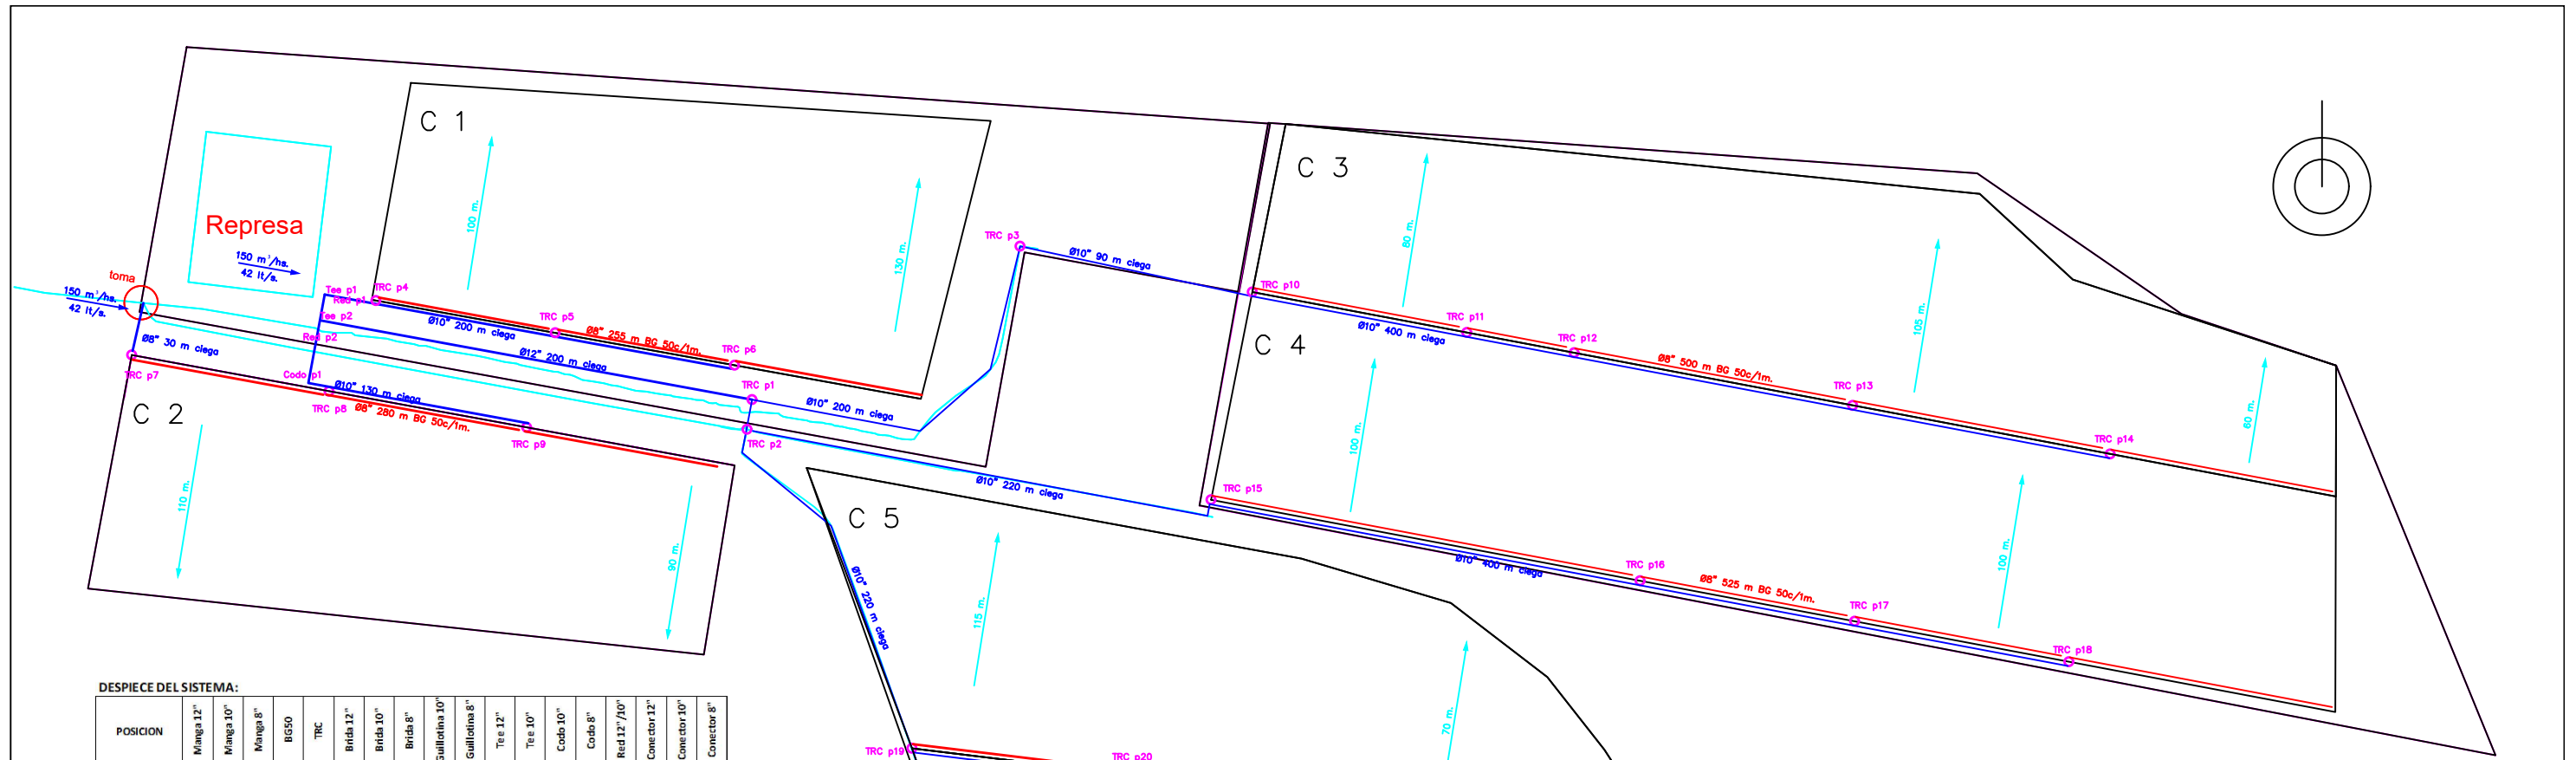 C 1
100 m.
130 m.
Represa
150 m³/hs.
42 lt/s.
toma
150 m³/hs.
42 lt/s.
Tee p1
Red p1
TRC p4
Tee p2
Red p2
Ø10" 200 m ciega
TRC p5
Ø8" 255 m BG 50c/1m.
TRC p6
Ø12" 200 m ciega
TRC p1
Ø8" 30 m ciega
TRC p7
Codo p1
Ø10" 130 m ciega
TRC p8
Ø8" 280 m BG 50c/1m.
TRC p9
C 2
110 m.
90 m.
TRC p2
Ø10" 200 m ciega
TRC p3
Ø10" 90 m ciega
Ø10" 220 m ciega
C 3
80 m.
105 m.
60 m.
TRC p10
TRC p11
Ø10" 400 m ciega
TRC p12
Ø8" 500 m BG 50c/1m.
TRC p13
TRC p14
C 4
100 m.
100 m.
TRC p15
TRC p16
Ø10" 400 m ciega
Ø8" 525 m BG 50c/1m.
TRC p17
TRC p18
C 5
Ø10" 220 m ciega
115 m.
70 m.
TRC p19
TRC p20
DESPIECE DEL SISTEMA:
POSICION
Manga 12"
Manga 10"
Manga 8"
BG50
TRC
Brida 12"
Brida 10"
Brida 8"
Guillotina 10"
Guillotina 8"
Tee 12"
Tee 10"
Codo 10"
Codo 8"
Red 12"/10"
Conector 12"
Conector 10"
Conector 8"